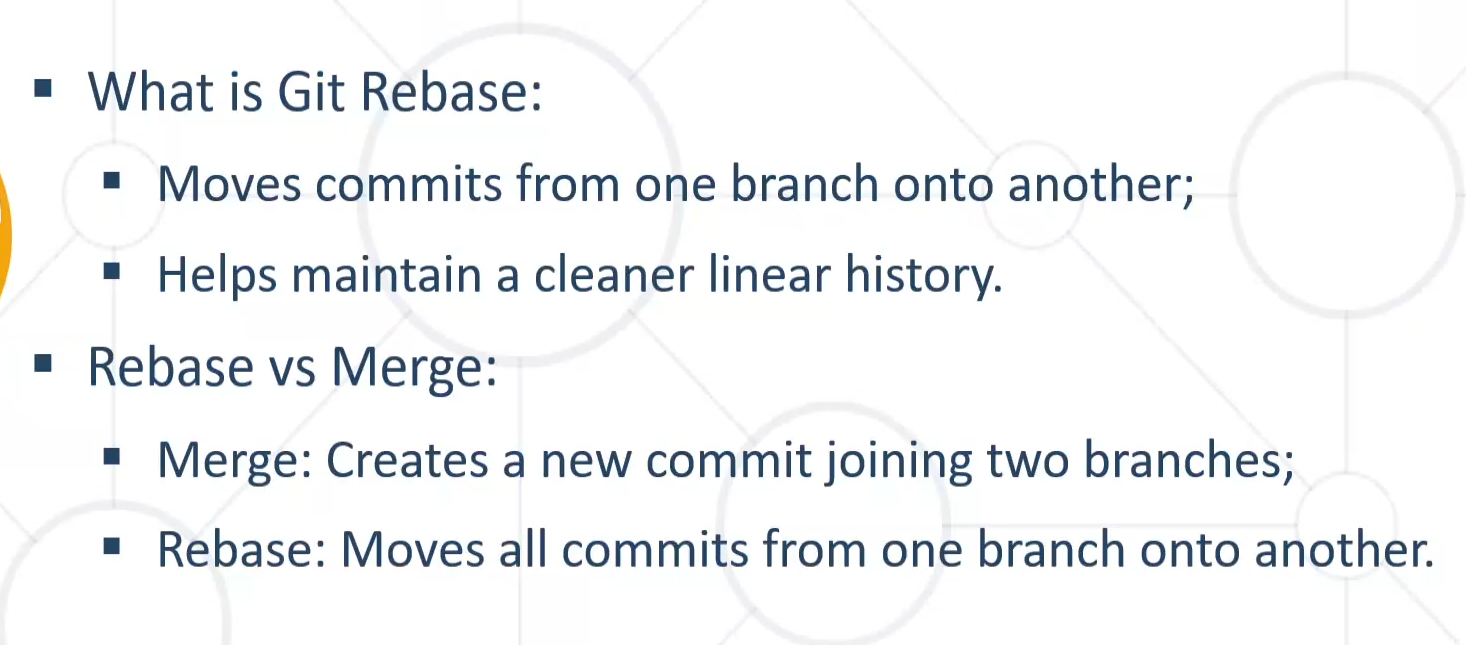 ▪ What is Git Rebase:
▪ Moves commits from one branch onto another;
▪ Helps maintain a cleaner linear history.
▪ Rebase vs Merge:
▪ Merge: Creates a new commit joining two branches;
▪ Rebase: Moves all commits from one branch onto another.